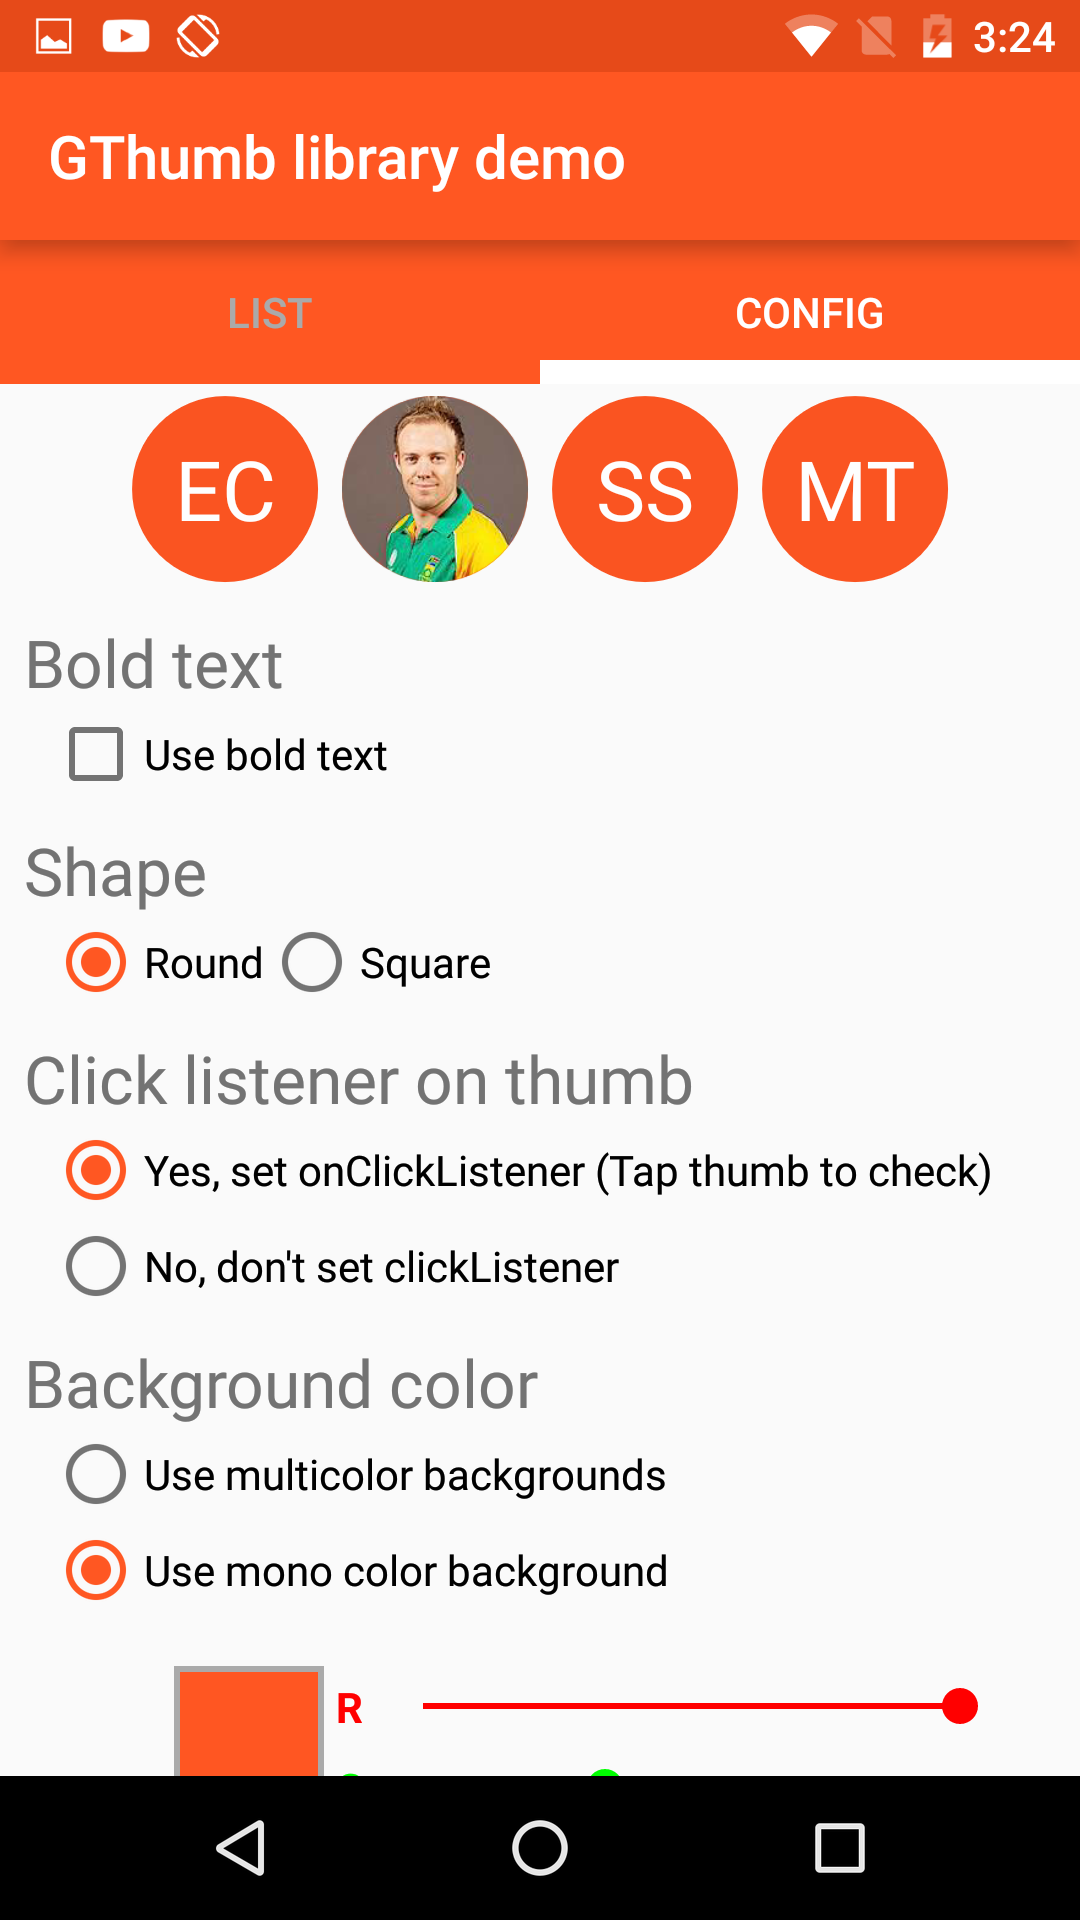 3:24
GThumb library demo
LIST CONFIG
EC SS MT
Bold text
Use bold text
Shape
Round Square
Click listener on thumb
Yes, set onClickListener (Tap thumb to check)
No, don't set clickListener
Background color
Use multicolor backgrounds
Use mono color background
R